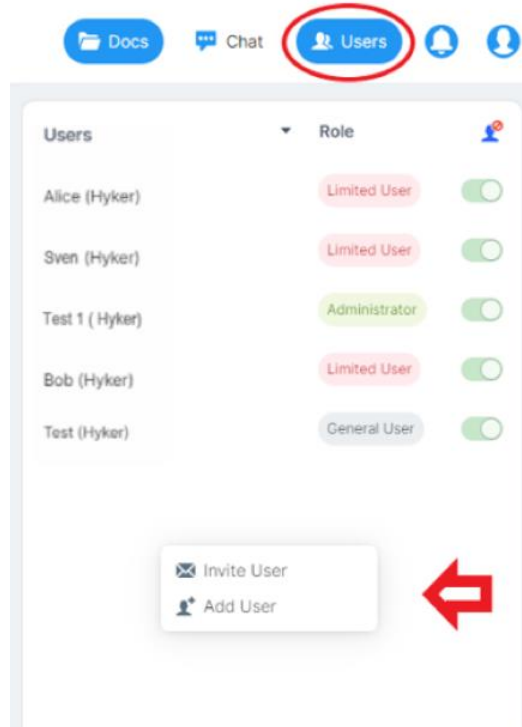 Docs Chat Users
Users Role
Alice (Hyker) Limited User
Sven (Hyker) Limited User
Test 1 ( Hyker) Administrator
Bob (Hyker) Limited User
Test (Hyker) General User
Invite User
Add User